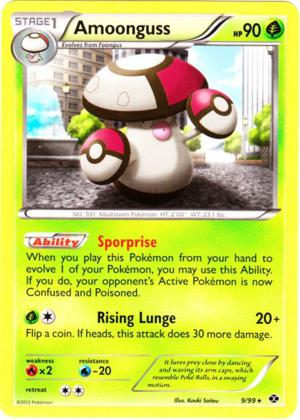 STAGE1 Amoonguss HP90
Evolves from Foongus
NO. 591 Mushroom Pokémon HT. 2'00" WT. 23.1 lbs.
Ability Sporprise
When you play this Pokémon from your hand to
evolve 1 of your Pokémon, you may use this Ability.
If you do, your opponent's Active Pokémon is now
Confused and Poisoned.
Rising Lunge 20+
Flip a coin. If heads, this attack does 30 more damage.
weakness resistance
×2 -20
retreat
It lures prey close by dancing and
waving its arm caps, which
resemble Poké Balls, in a swaying
motion.
©2012 Pokémon Illus. Kouki Saitou 9/99 ★